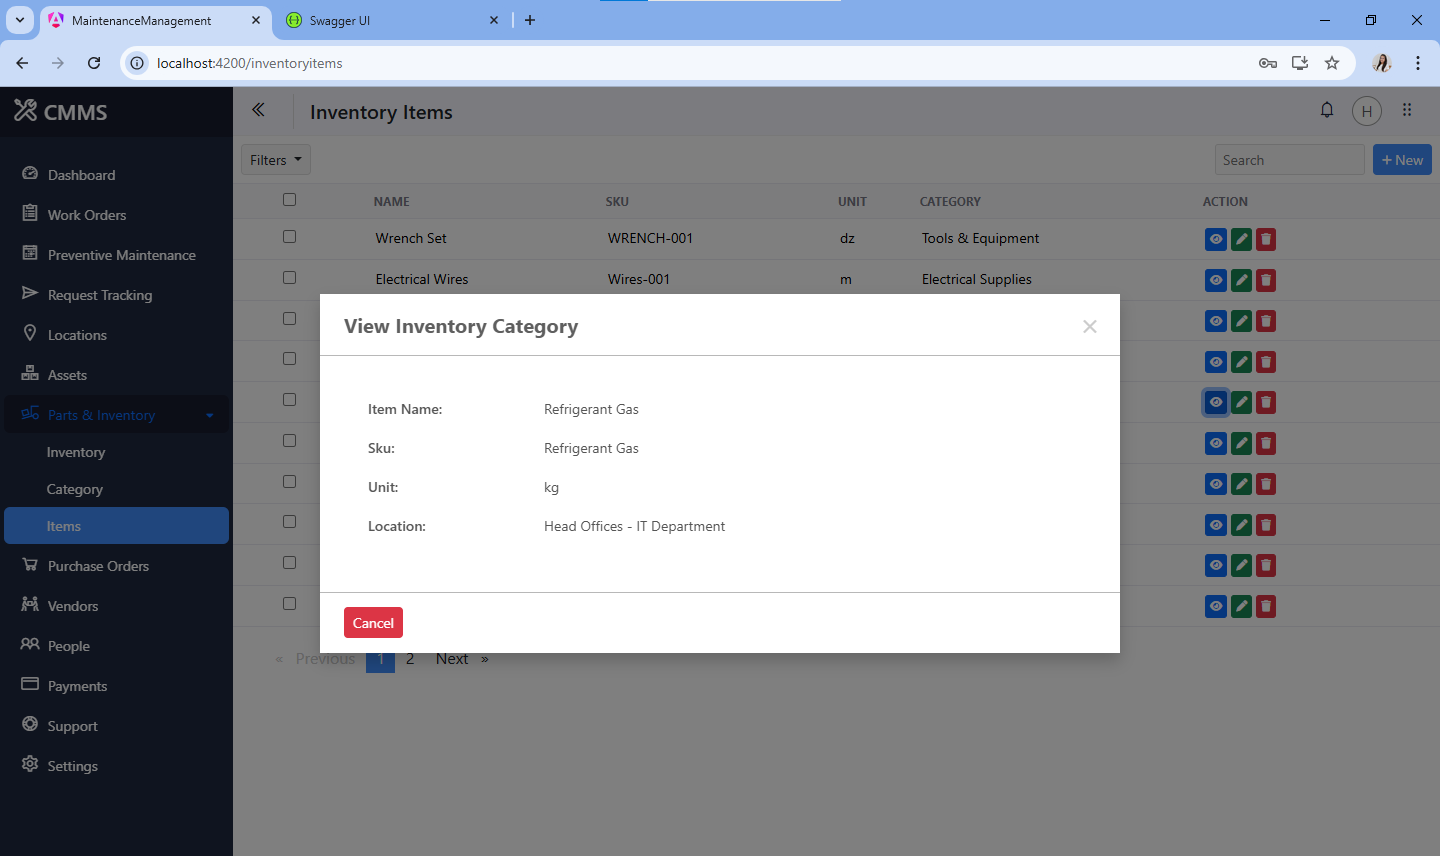 MaintenanceManagement
Swagger UI
localhost:4200/inventoryitems
CMMS
Inventory Items
H
Filters
Search
+ New
Dashboard
Work Orders
Preventive Maintenance
Request Tracking
Locations
Assets
Parts & Inventory
Inventory
Category
Items
Purchase Orders
Vendors
People
Payments
Support
Settings
NAME SKU UNIT CATEGORY ACTION
Wrench Set WRENCH-001 dz Tools & Equipment
Electrical Wires Wires-001 m Electrical Supplies
View Inventory Category
Item Name: Refrigerant Gas
Sku: Refrigerant Gas
Unit: kg
Location: Head Offices - IT Department
Cancel
« Previous 1 2 Next »